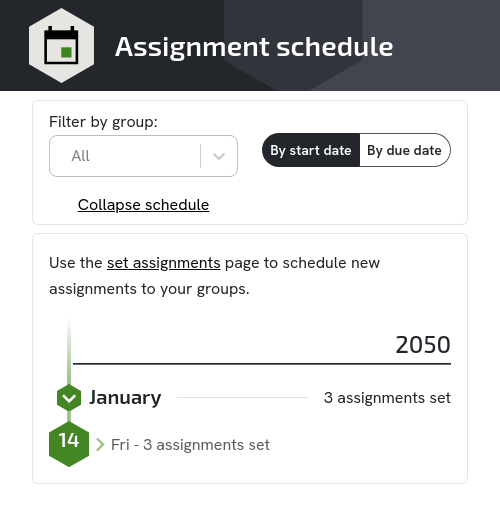 Assignment schedule
Filter by group:
All
By start date
By due date
Collapse schedule
Use the set assignments page to schedule new
assignments to your groups.
2050
January
3 assignments set
14
Fri - 3 assignments set